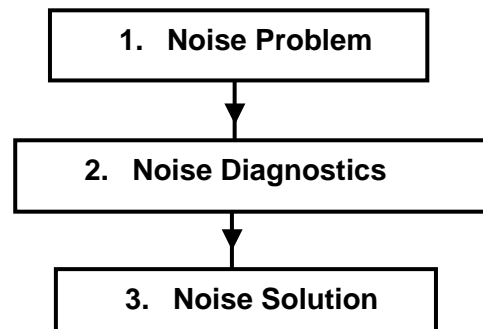 1. Noise Problem
2. Noise Diagnostics
3. Noise Solution